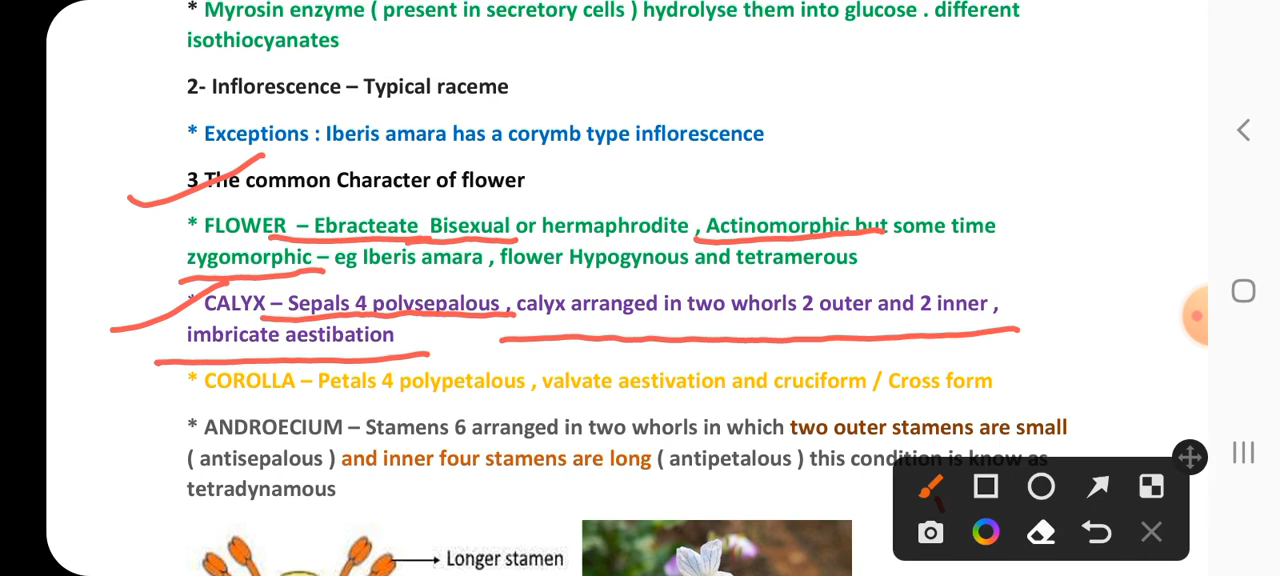 * Myrosin enzyme ( present in secretory cells ) hydrolyse them into glucose . different
isothiocyanates
2- Inflorescence – Typical raceme
* Exceptions : Iberis amara has a corymb type inflorescence
3 The common Character of flower
* FLOWER – Ebracteate Bisexual or hermaphrodite , Actinomorphic but some time
zygomorphic – eg Iberis amara , flower Hypogynous and tetramerous
* CALYX – Sepals 4 polysepalous , calyx arranged in two whorls 2 outer and 2 inner ,
imbricate aestibation
* COROLLA – Petals 4 polypetalous , valvate aestivation and cruciform / Cross form
* ANDROECIUM – Stamens 6 arranged in two whorls in which two outer stamens are small
( antisepalous ) and inner four stamens are long ( antipetalous ) this condition is know as
tetradynamous
Longer stamen